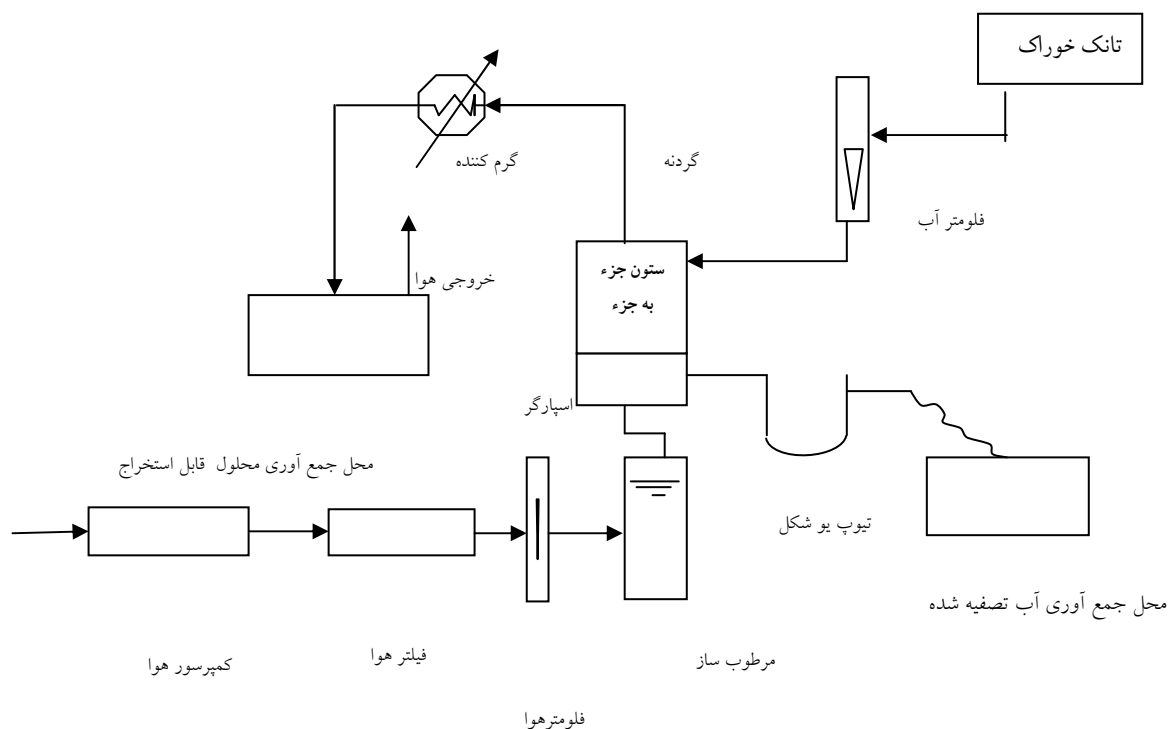 تانک خوراک
گردنه
گرم کننده
فلومتر آب
ستون جزء
به جزء
خروجی هوا
اسپارگر
محل جمع آوری محلول قابل استخراج
تیوپ یو شکل
محل جمع آوری آب تصفیه شده
مرطوب ساز
فیلتر هوا
کمپرسور هوا
فلومترهوا